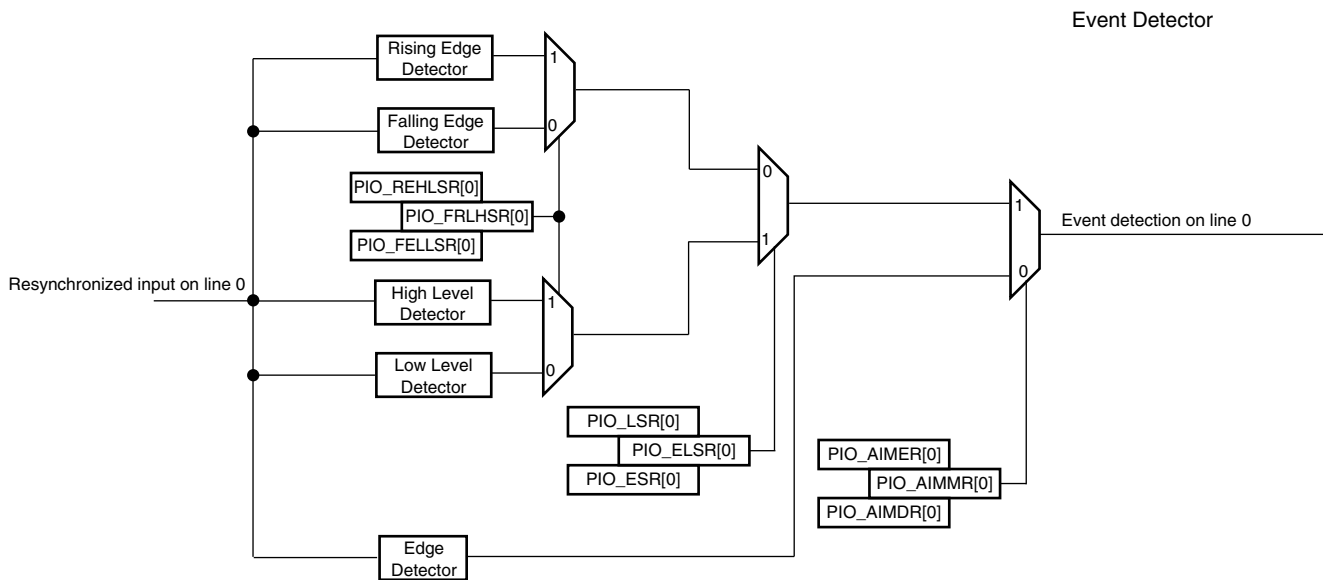 Event Detector
Rising Edge
Detector
1
Falling Edge
Detector
0
PIO_REHLSR[0]
PIO_FRLHSR[0]
PIO_FELLSR[0]
0
1
1
Event detection on line 0
0
Resynchronized input on line 0
High Level
Detector
1
Low Level
Detector
0
PIO_LSR[0]
PIO_ELSR[0]
PIO_ESR[0]
PIO_AIMER[0]
PIO_AIMMR[0]
PIO_AIMDR[0]
Edge
Detector